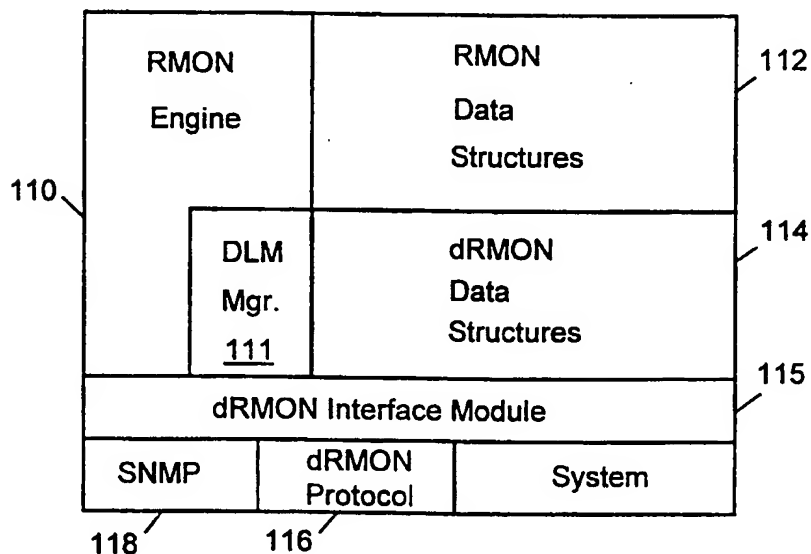 RMON
Engine
RMON
Data
Structures
112
110
DLM
Mgr.
111
dRMON
Data
Structures
114
115
dRMON Interface Module
SNMP
dRMON
Protocol
System
118
116